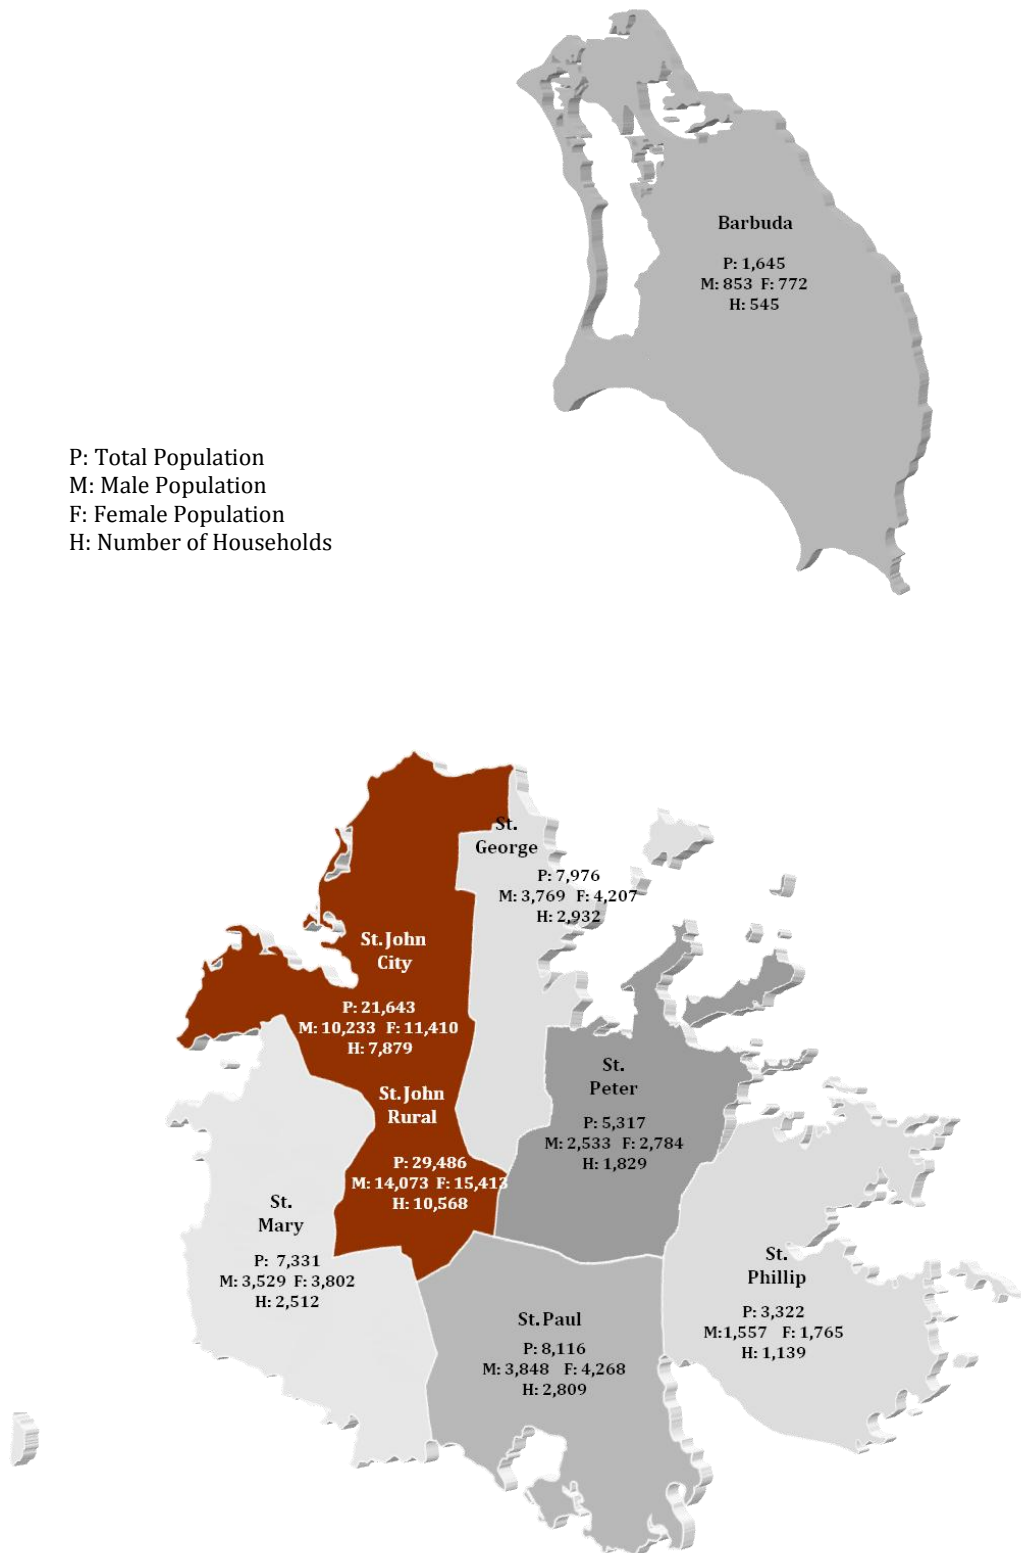 Barbuda
P: 1,645
M: 853 F: 772
H: 545
P: Total Population
M: Male Population
F: Female Population
H: Number of Households
St.
George
P: 7,976
M: 3,769 F: 4,207
H: 2,932
St. John
City
P: 21,643
M: 10,233 F: 11,410
H: 7,879
St.
Peter
P: 5,317
M: 2,533 F: 2,784
H: 1,829
St. John
Rural
P: 29,486
M: 14,073 F: 15,413
H: 10,568
St.
Mary
P: 7,331
M: 3,529 F: 3,802
H: 2,512
St.
Phillip
P: 3,322
M:1,557 F: 1,765
H: 1,139
St. Paul
P: 8,116
M: 3,848 F: 4,268
H: 2,809